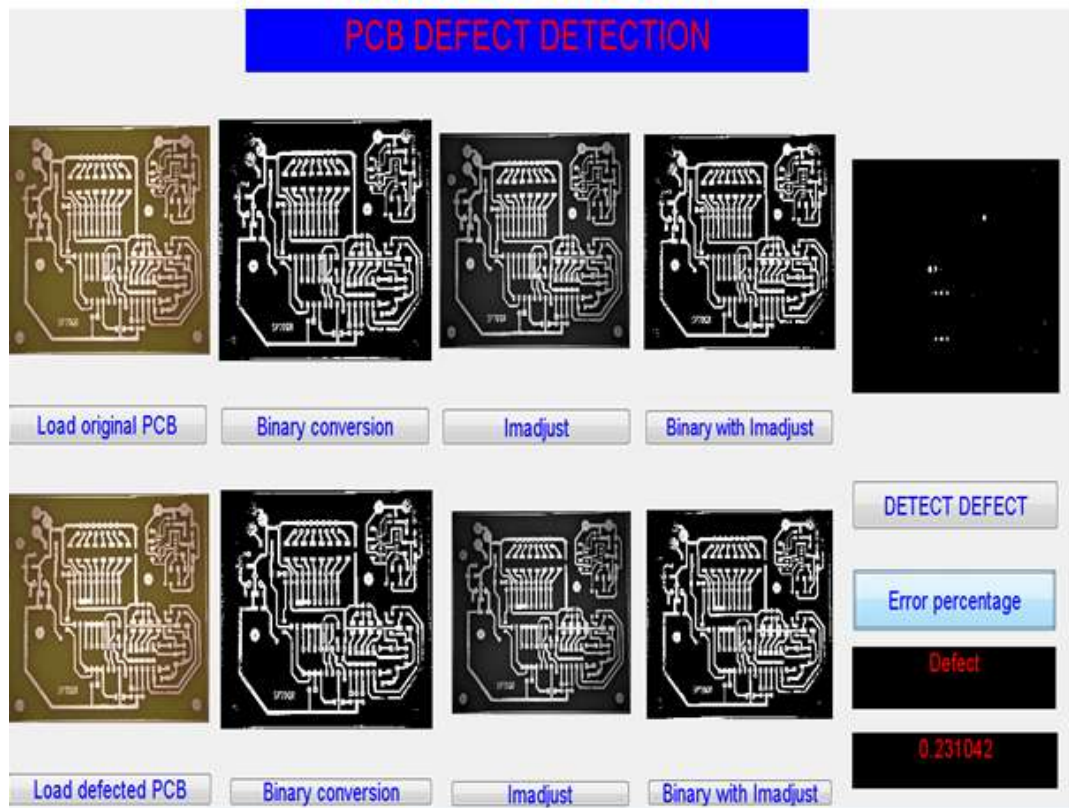 PCB DEFECT DETECTION
Load original PCB
Binary conversion
Imadjust
Binary with Imadjust
DETECT DEFECT
Error percentage
Defect
0.231042
Load defected PCB
Binary conversion
Imadjust
Binary with Imadjust